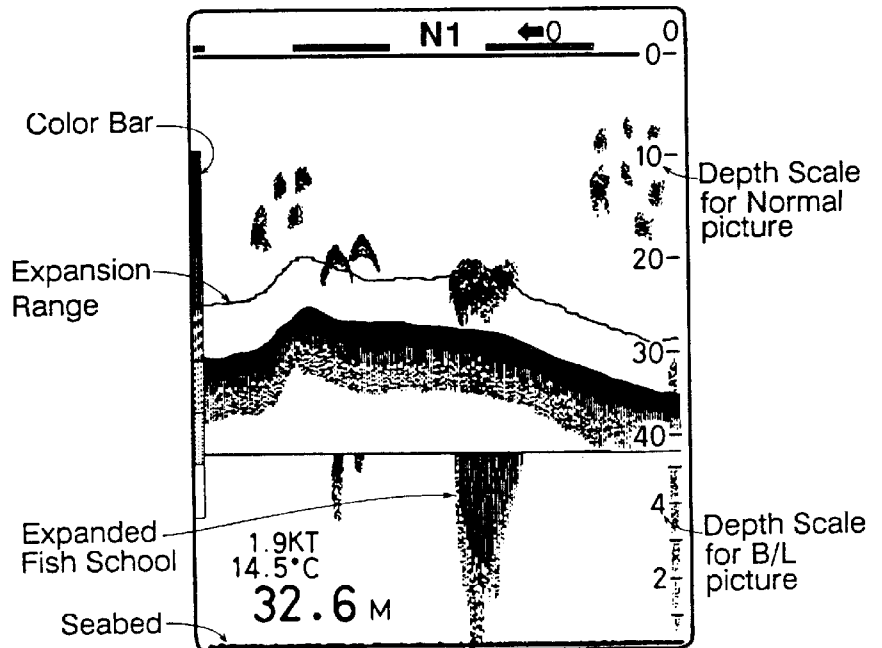 N1 ←0 0
0
Color Bar
10
Depth Scale
for Normal
picture
20
Expansion
Range
30
40
4
Expanded
Fish School
Depth Scale
for B/L
picture
1.9KT
14.5°C
2
32.6 M
Seabed